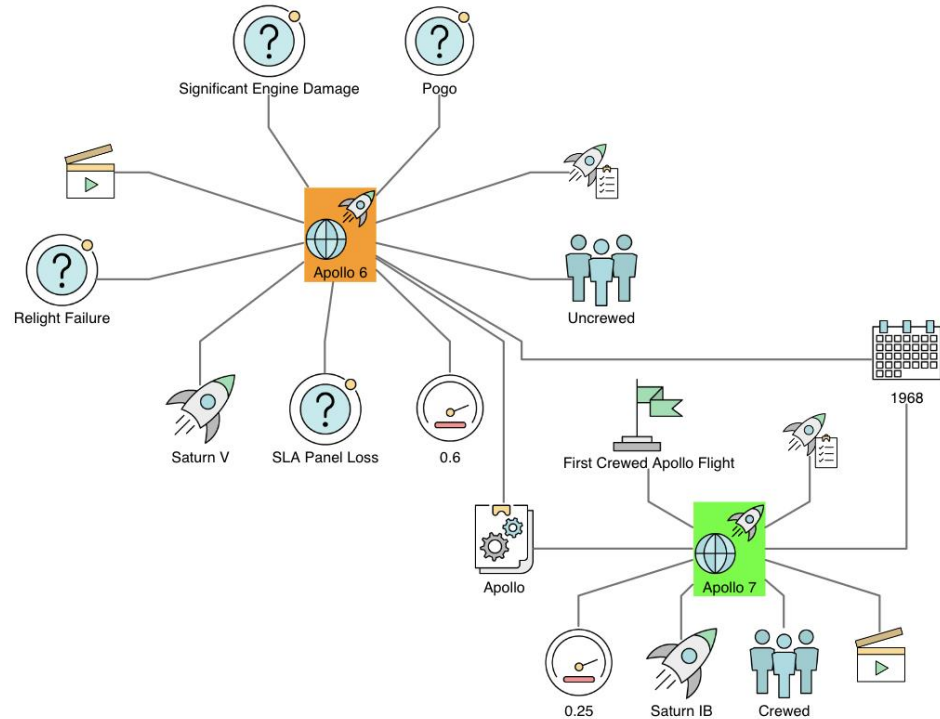 Significant Engine Damage
Pogo
Apollo 6
Relight Failure
Uncrewed
1968
Saturn V
SLA Panel Loss
0.6
First Crewed Apollo Flight
Apollo
Apollo 7
0.25
Saturn IB
Crewed